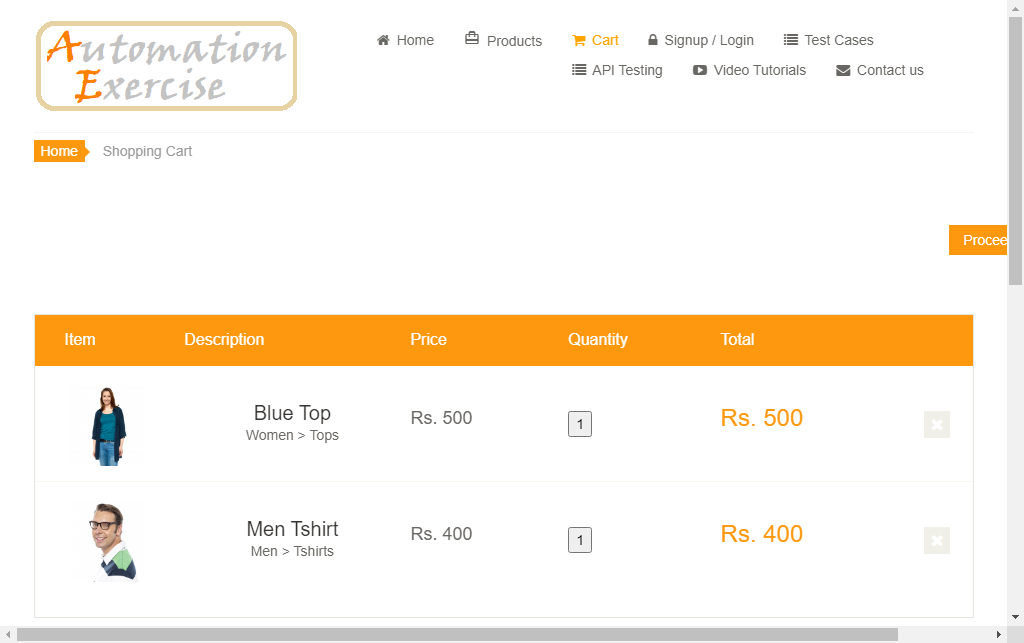 Automation
Exercise
Home Products Cart Signup / Login Test Cases
API Testing Video Tutorials Contact us
Home Shopping Cart
Procee
Item Description Price Quantity Total
Blue Top
Women > Tops
Rs. 500
1
Rs. 500
Men Tshirt
Men > Tshirts
Rs. 400
1
Rs. 400